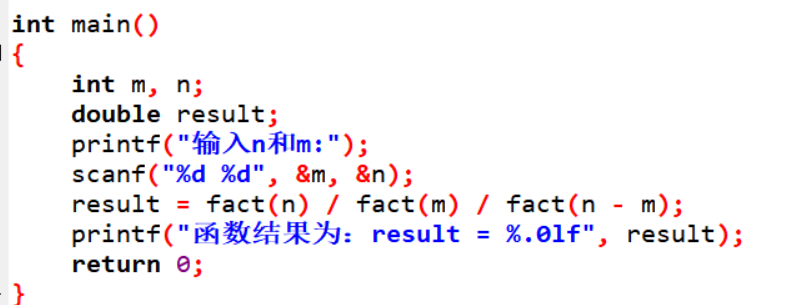 int main()
{
int m, n;
double result;
printf("输入n和m:");
scanf("%d %d", &m, &n);
result = fact(n) / fact(m) / fact(n - m);
printf("函数结果为：result = %.0lf", result);
return 0;
}